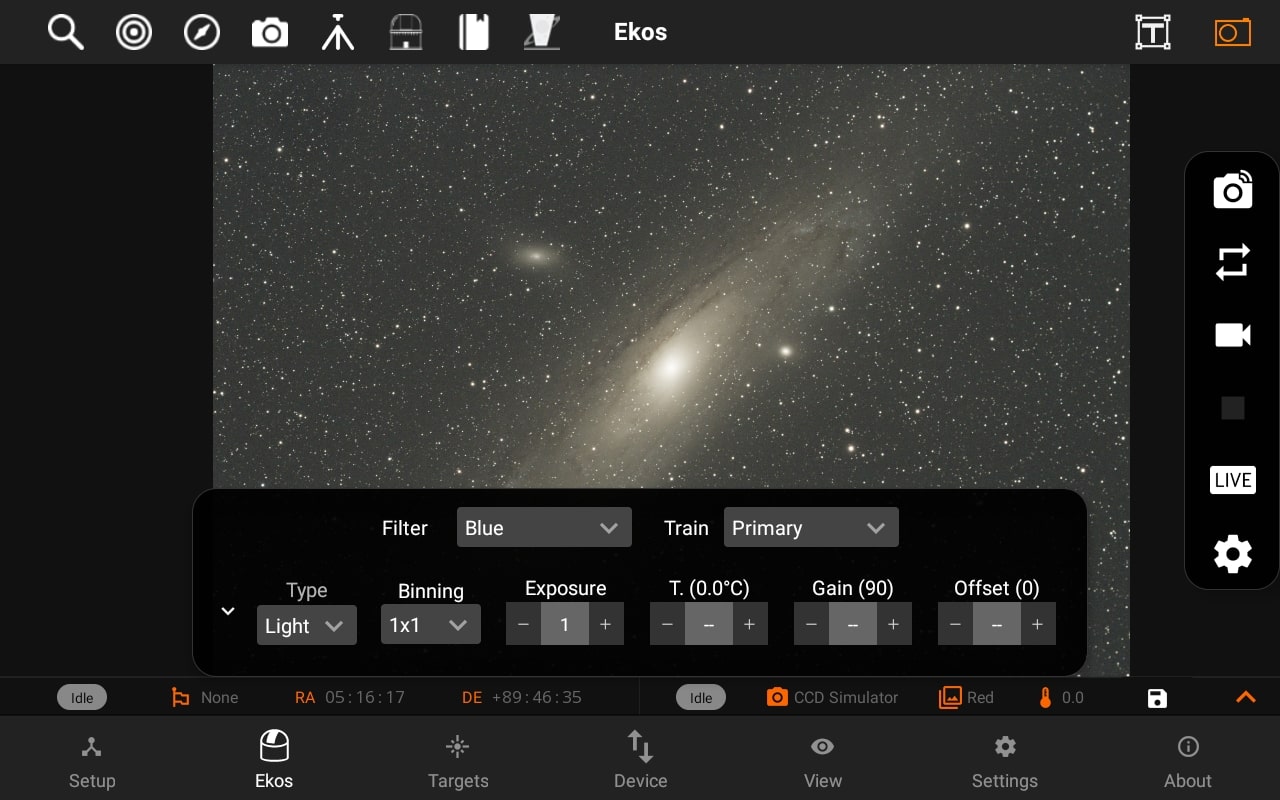 Ekos
T
LIVE
Filter Blue Train Primary
Type Binning Exposure T. (0.0°C) Gain (90) Offset (0)
Light 1x1 − 1 + − -- + − -- + − -- +
Idle None RA 05:16:17 DE +89:46:35 Idle CCD Simulator Red 0.0
Setup Ekos Targets Device View Settings About